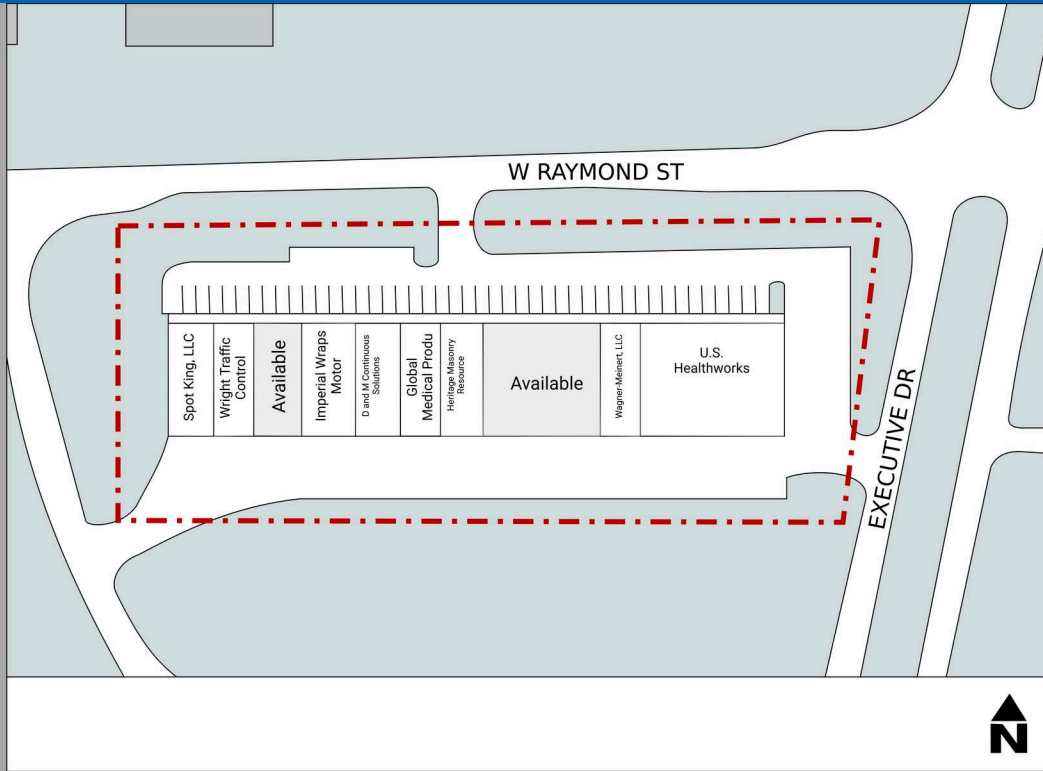 W RAYMOND ST
Spot King, LLC
Wright Traffic
Control
Available
Imperial Wraps
Motor
D and M Continuous
Solutions
Global
Medical Produ
Heritage Masonry
Resource
Available
Wagner-Meinert, LLC
U.S.
Healthworks
EXECUTIVE DR
N